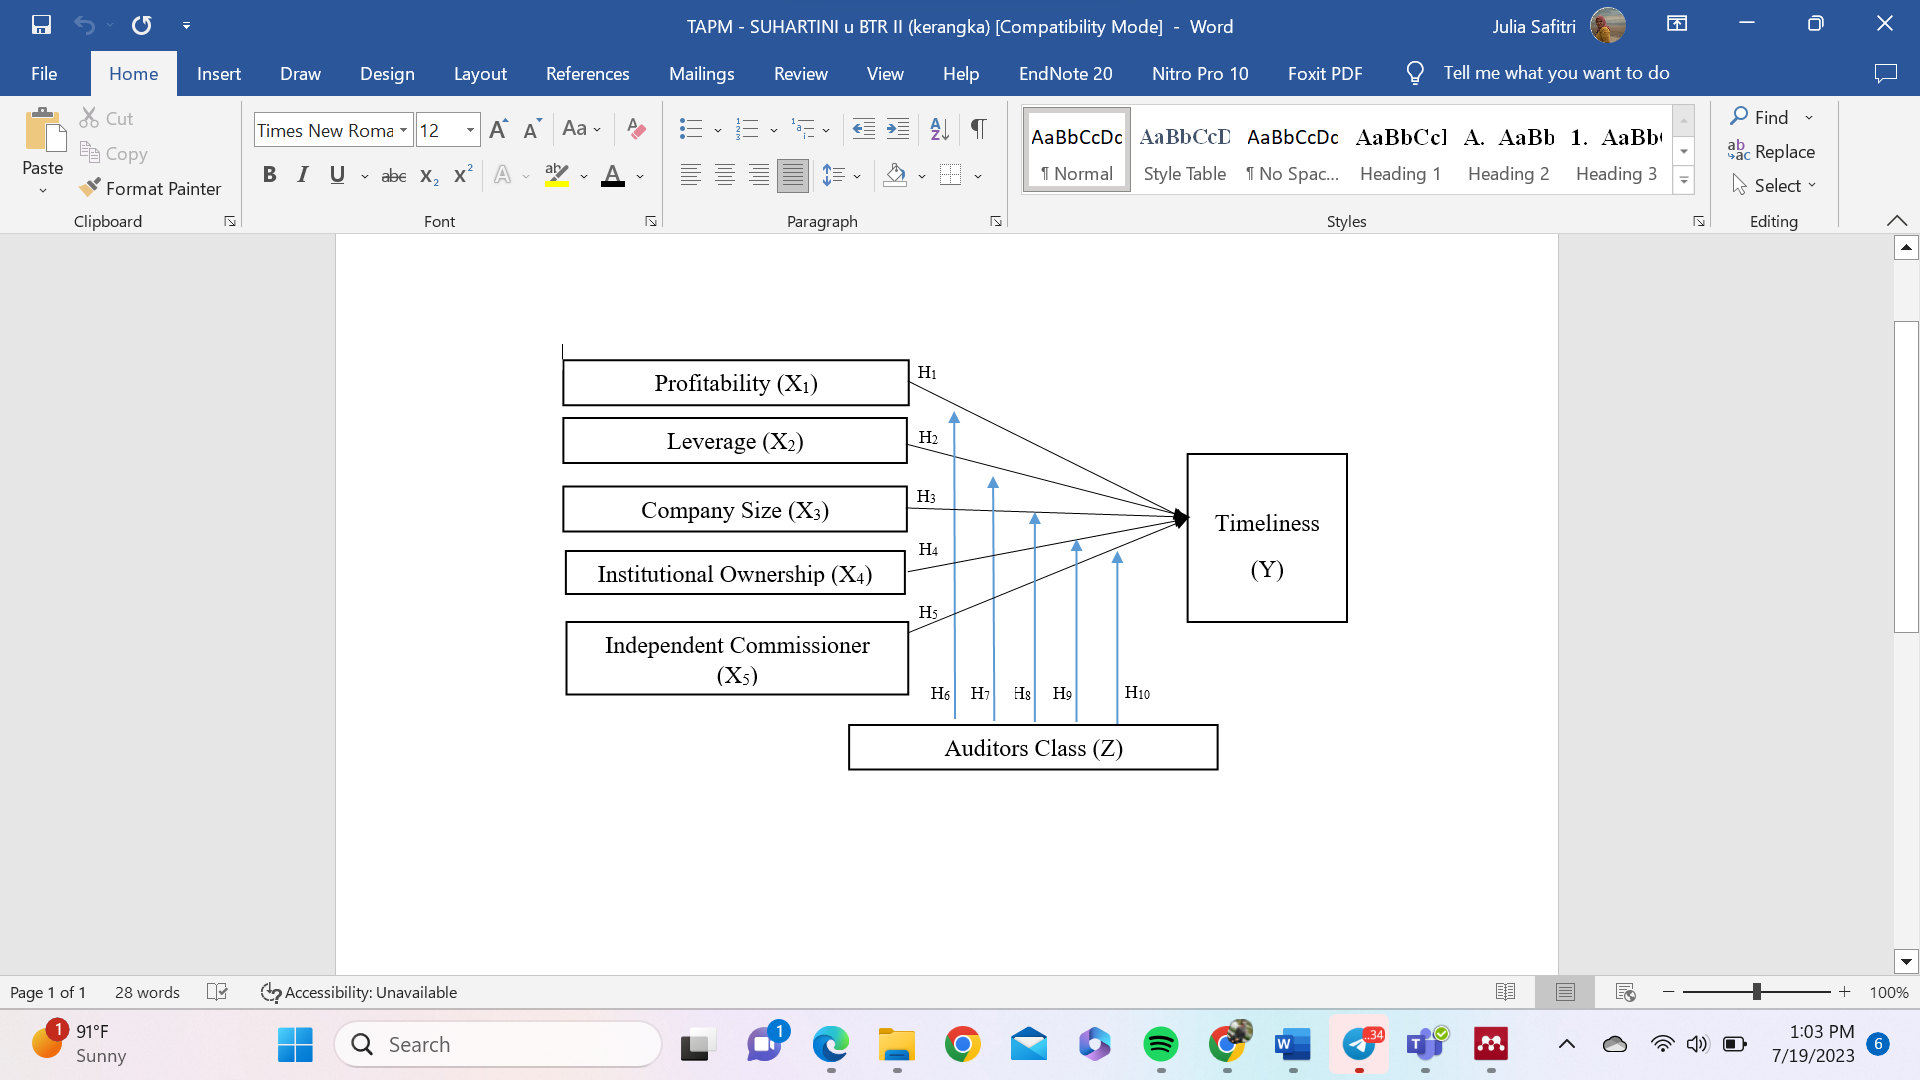 TAPM - SUHARTINI u BTR II (kerangka) [Compatibility Mode] - Word
Julia Safitri
File Home Insert Draw Design Layout References Mailings Review View Help EndNote 20 Nitro Pro 10 Foxit PDF Tell me what you want to do
Paste
Cut
Copy
Format Painter
Clipboard
Times New Roma 12
Font
Paragraph
AaBbCcDc AaBbCcD AaBbCcDc AaBbCcI A. AaBb 1. AaBb
¶ Normal Style Table ¶ No Spac... Heading 1 Heading 2 Heading 3
Styles
Find
Replace
Select
Editing
Profitability (X₁)
Leverage (X₂)
Company Size (X₃)
Institutional Ownership (X₄)
Independent Commissioner
(X₅)
H₁
H₂
H₃
H₄
H₅
Timeliness
(Y)
H₆ H₇ H₈ H₉ H₁₀
Auditors Class (Z)
Page 1 of 1 28 words Accessibility: Unavailable 100%
1
91°F
Sunny
Search
1
..34
1:03 PM
7/19/2023
6